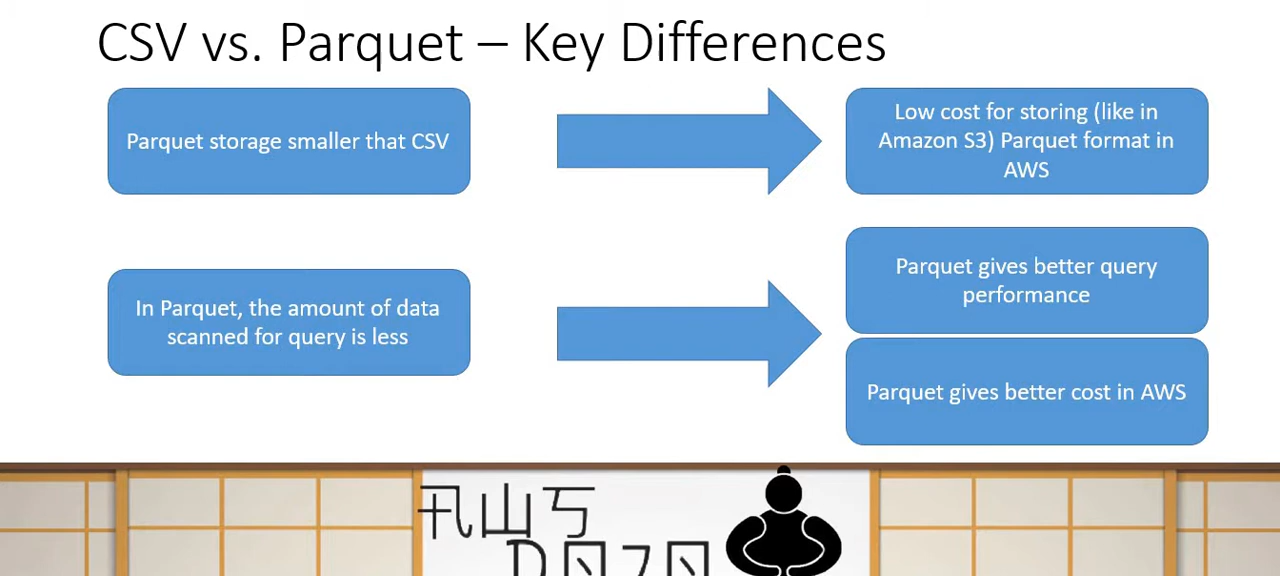 CSV vs. Parquet – Key Differences
Parquet storage smaller that CSV
Low cost for storing (like in
Amazon S3) Parquet format in
AWS
In Parquet, the amount of data
scanned for query is less
Parquet gives better query
performance
Parquet gives better cost in AWS